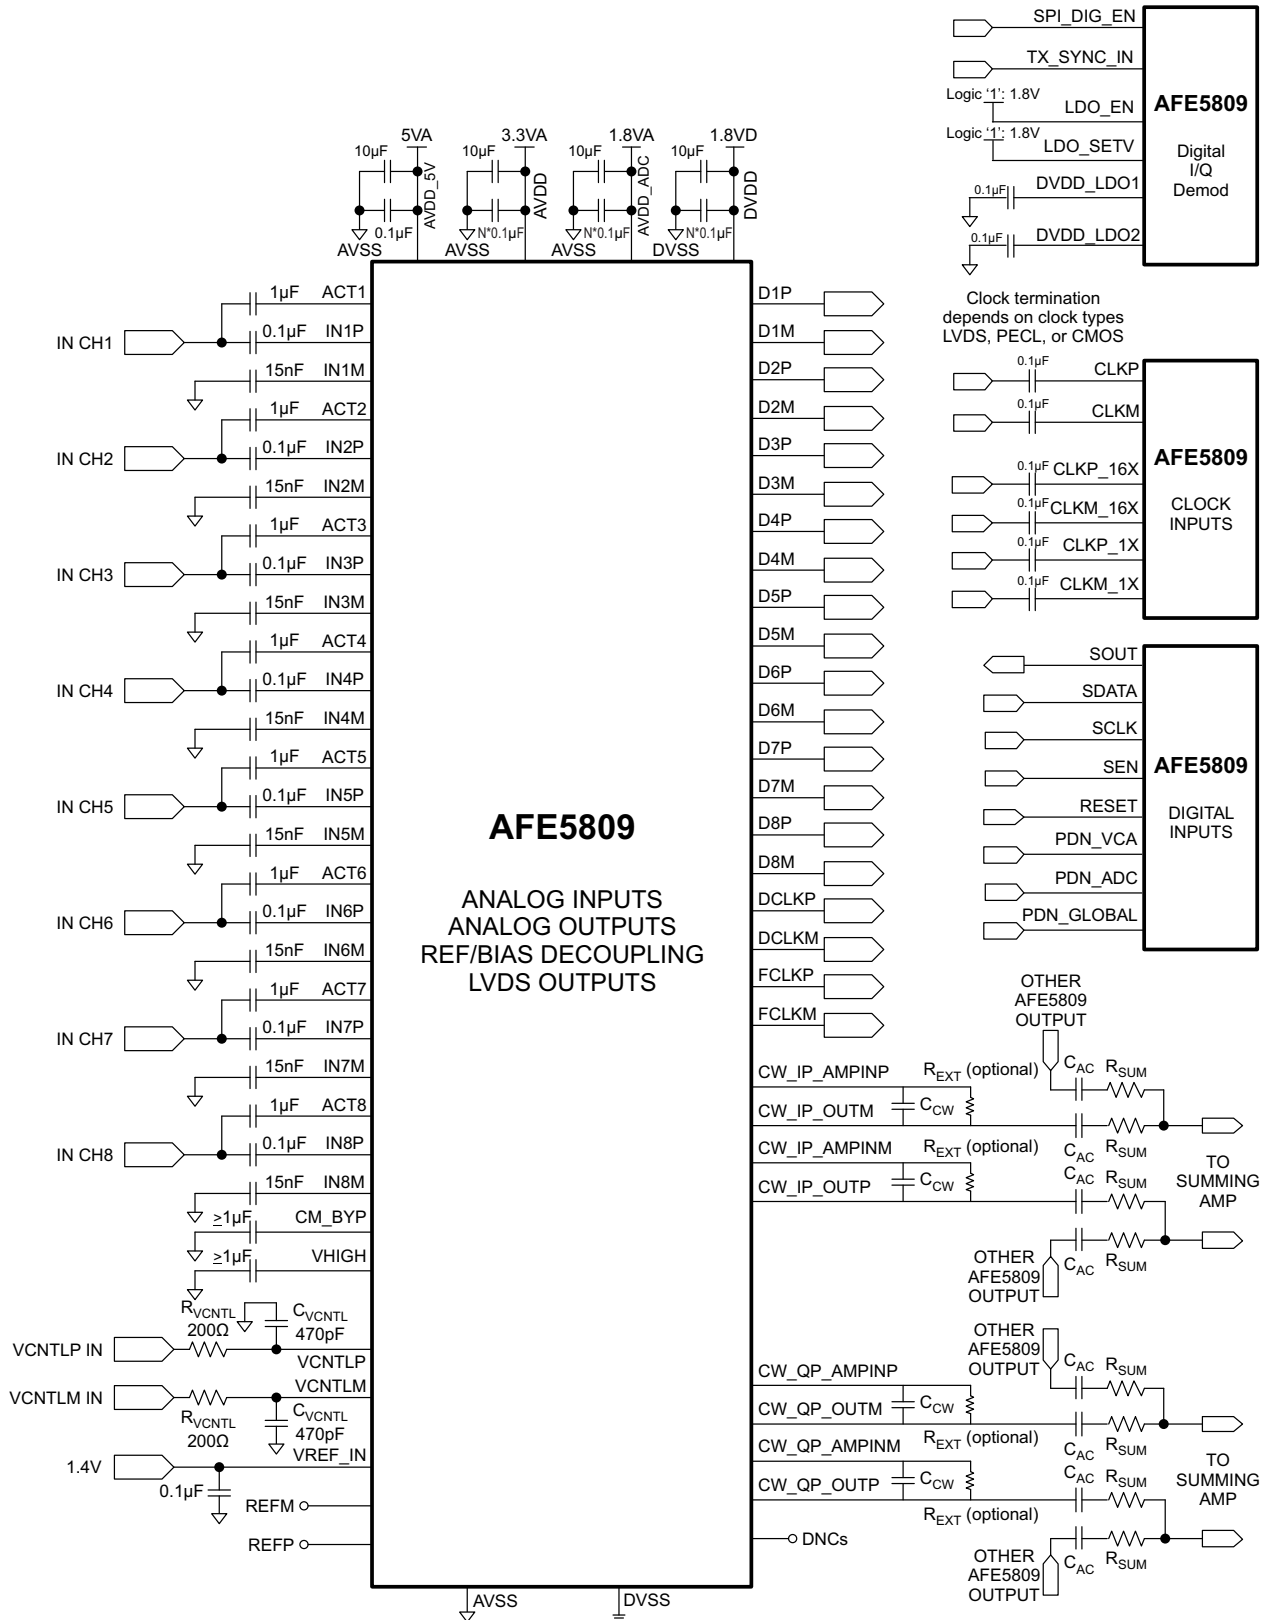 SPI_DIG_EN
TX_SYNC_IN
Logic '1': 1.8V
LDO_EN
Logic '1': 1.8V
LDO_SETV
DVDD_LDO1
0.1µF
DVDD_LDO2
0.1µF
AFE5809
Digital
I/Q
Demod
5VA
10µF
AVDD_5V
0.1µF
AVSS
3.3VA
10µF
AVDD
N*0.1µF
AVSS
1.8VA
10µF
AVDD_ADC
N*0.1µF
AVSS
1.8VD
10µF
DVDD
N*0.1µF
DVSS
IN CH1
1µF ACT1
0.1µF IN1P
15nF IN1M
IN CH2
1µF ACT2
0.1µF IN2P
15nF IN2M
IN CH3
1µF ACT3
0.1µF IN3P
15nF IN3M
IN CH4
1µF ACT4
0.1µF IN4P
15nF IN4M
IN CH5
1µF ACT5
0.1µF IN5P
15nF IN5M
IN CH6
1µF ACT6
0.1µF IN6P
15nF IN6M
IN CH7
1µF ACT7
0.1µF IN7P
15nF IN7M
IN CH8
1µF ACT8
0.1µF IN8P
15nF IN8M
≥1µF CM_BYP
≥1µF VHIGH
RVCNTL
200Ω
CVCNTL
470pF
VCNTLP IN
VCNTLP
VCNTLM IN
VCNTLM
RVCNTL
200Ω
CVCNTL
470pF
1.4V
VREF_IN
0.1µF
REFM
REFP
AFE5809
ANALOG INPUTS
ANALOG OUTPUTS
REF/BIAS DECOUPLING
LVDS OUTPUTS
AVSS
DVSS
D1P
D1M
D2P
D2M
D3P
D3M
D4P
D4M
D5P
D5M
D6P
D6M
D7P
D7M
D8P
D8M
DCLKP
DCLKM
FCLKP
FCLKM
CW_IP_AMPINP
REXT (optional)
CW_IP_OUTM
CCW
CW_IP_AMPINM
REXT (optional)
CW_IP_OUTP
CCW
OTHER
AFE5809
OUTPUT
CAC
RSUM
CAC
RSUM
CAC
RSUM
CAC
RSUM
TO
SUMMING
AMP
OTHER
AFE5809
OUTPUT
CW_QP_AMPINP
CW_QP_OUTM
CCW
REXT (optional)
CW_QP_AMPINM
CW_QP_OUTP
CCW
REXT (optional)
DNCs
OTHER
AFE5809
OUTPUT
CAC
RSUM
CAC
RSUM
CAC
RSUM
CAC
RSUM
TO
SUMMING
AMP
OTHER
AFE5809
OUTPUT
Clock termination
depends on clock types
LVDS, PECL, or CMOS
0.1µF CLKP
0.1µF CLKM
0.1µF CLKP_16X
0.1µF CLKM_16X
0.1µF CLKP_1X
0.1µF CLKM_1X
AFE5809
CLOCK
INPUTS
SOUT
SDATA
SCLK
SEN
RESET
PDN_VCA
PDN_ADC
PDN_GLOBAL
AFE5809
DIGITAL
INPUTS